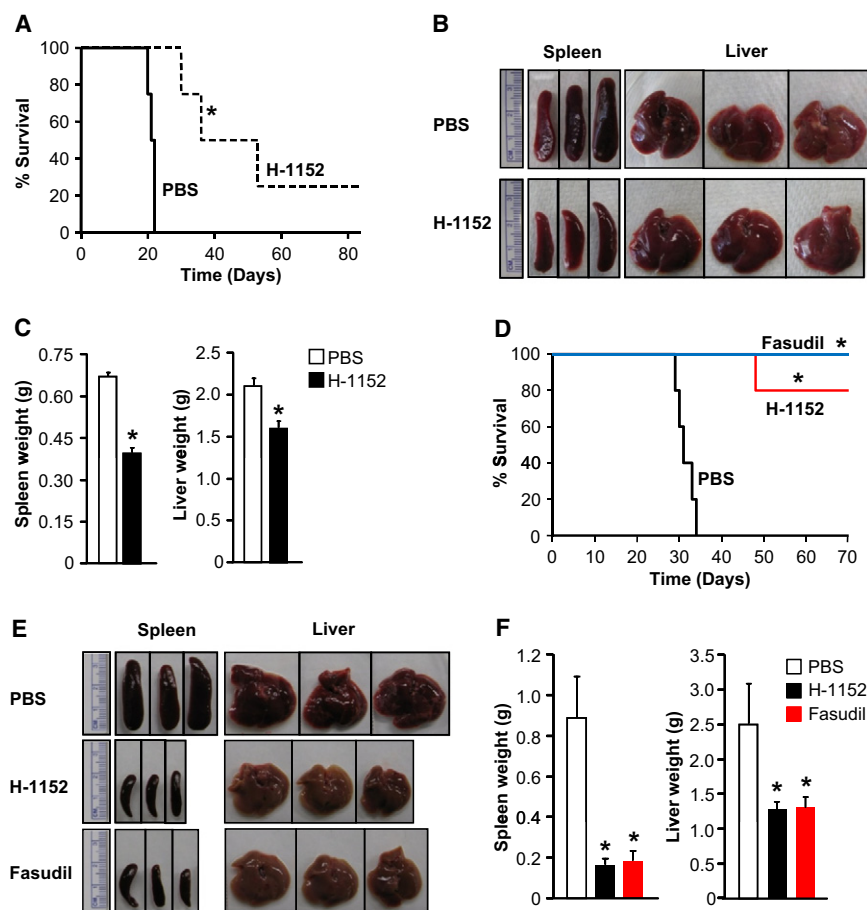 A
100
80
60
40
20
0
% Survival
*
H-1152
PBS
0 20 40 60 80
Time (Days)
B
Spleen Liver
PBS
H-1152
C
0.75
0.60
0.45
0.30
0.15
0
Spleen weight (g)
*
2.5
2.0
1.5
1.0
0.5
0
Liver weight (g)
*
PBS
H-1152
D
Fasudil *
100
80
60
40
20
0
% Survival
*
H-1152
PBS
0 10 20 30 40 50 60 70
Time (Days)
E
Spleen Liver
PBS
H-1152
Fasudil
F
1.2
1.0
0.8
0.6
0.4
0.2
0
Spleen weight (g)
* *
3.5
3.0
2.5
2.0
1.5
1.0
0.5
0
Liver weight (g)
* *
PBS
H-1152
Fasudil